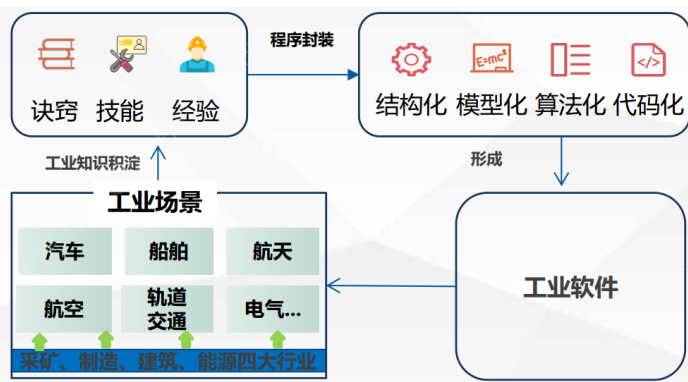 诀窍 技能 经验
程序封装
E=mc²
</>
结构化 模型化 算法化 代码化
工业知识积淀
形成
工业场景
汽车 船舶 航天
航空 轨道
交通 电气...
采矿、制造、建筑、能源四大行业
工业软件